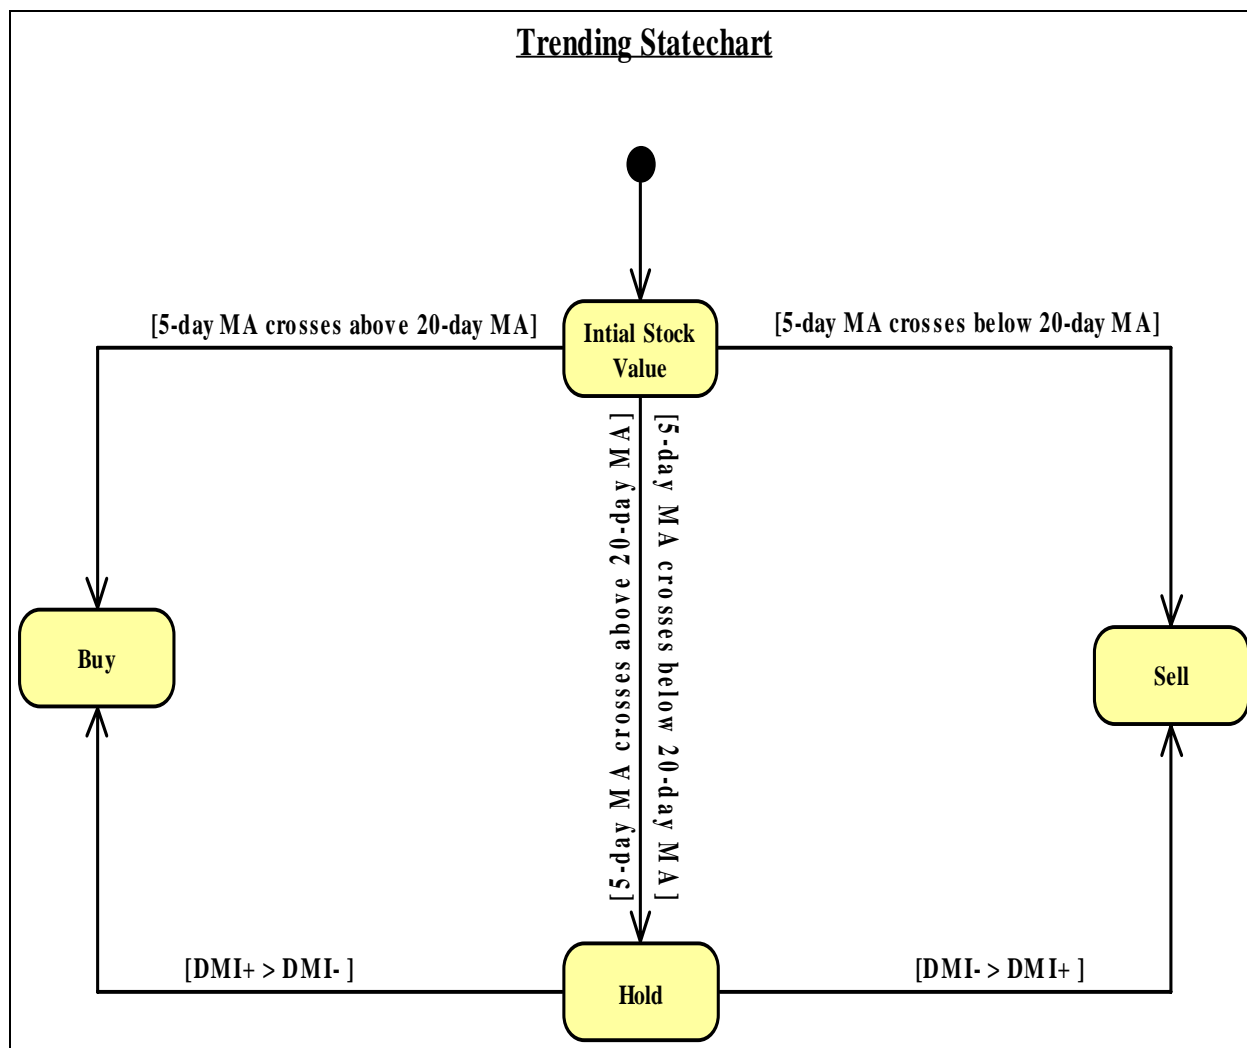 Trending Statechart
[5-day MA crosses above 20-day MA]
[5-day MA crosses below 20-day MA]
Intial Stock
Value
[5-day MA crosses above 20-day MA]
[5-day MA crosses below 20-day MA]
Buy
Sell
[DMI+ > DMI- ]
[DMI- > DMI+ ]
Hold